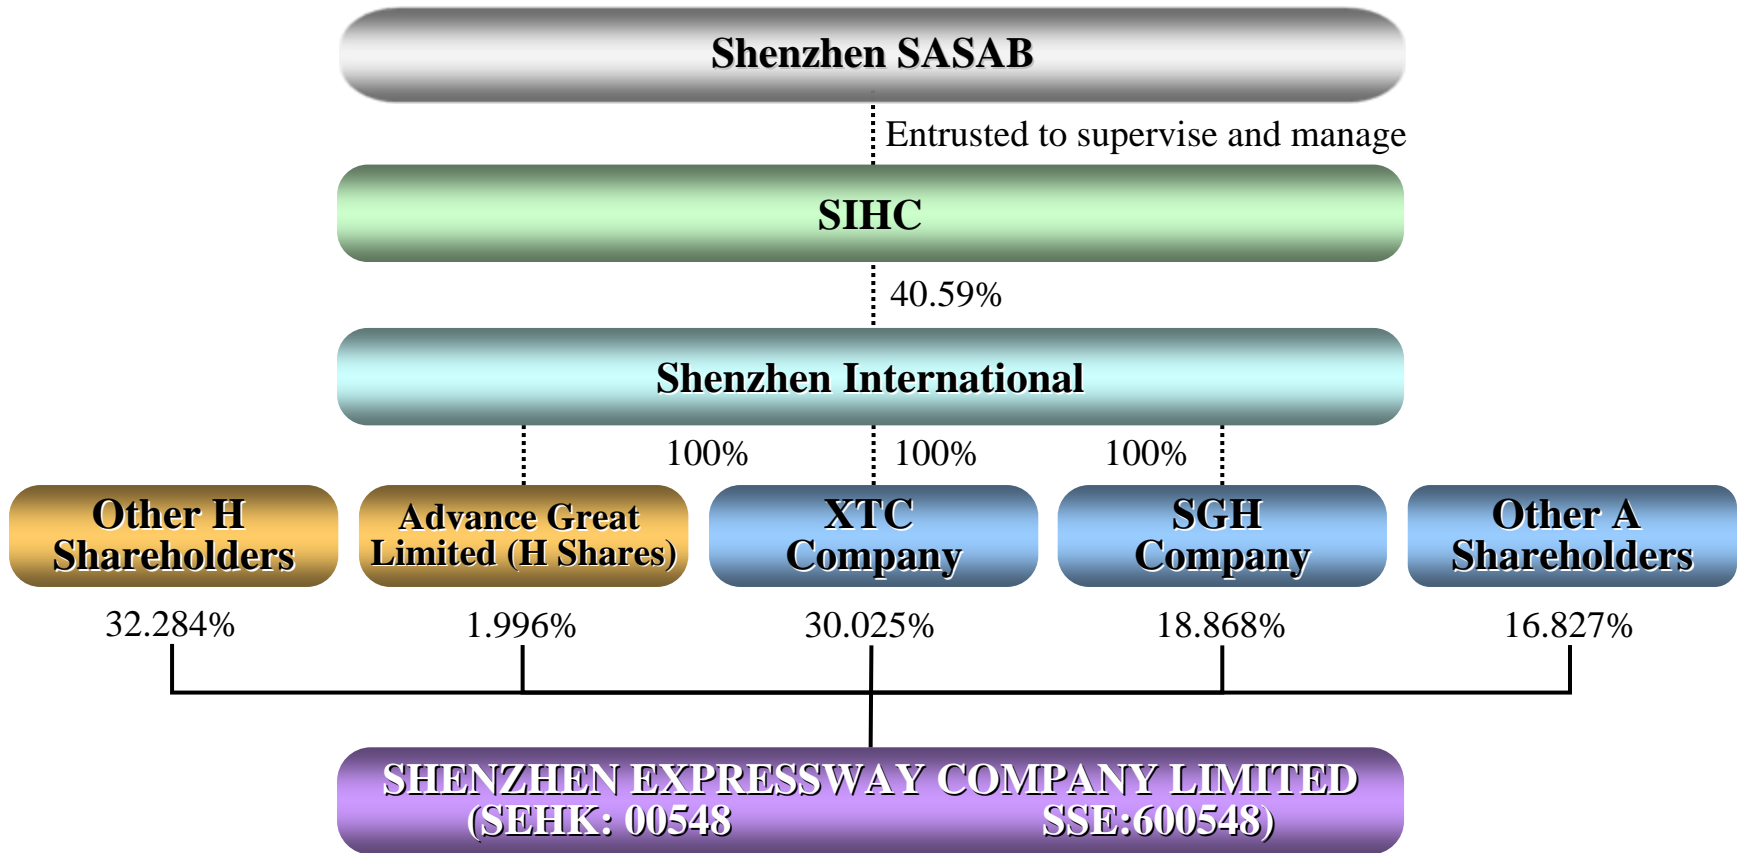 Shenzhen SASAB
Entrusted to supervise and manage
SIHC
40.59%
Shenzhen International
100% 100% 100%
Other H
Shareholders
Advance Great
Limited (H Shares)
XTC
Company
SGH
Company
Other A
Shareholders
32.284% 1.996% 30.025% 18.868% 16.827%
SHENZHEN EXPRESSWAY COMPANY LIMITED
(SEHK: 00548 SSE:600548)